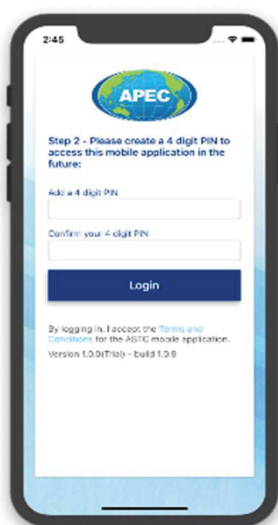 2:45
APEC
Step 2 - Please create a 4 digit PIN to
access this mobile application in the
future:
Add a 4 digit PIN
Confirm your 4 digit PIN
Login
By logging in, I accept the Terms and
Conditions for the ASTC mobile application.
Version 1.0.0(Trial) - build 1.0.9